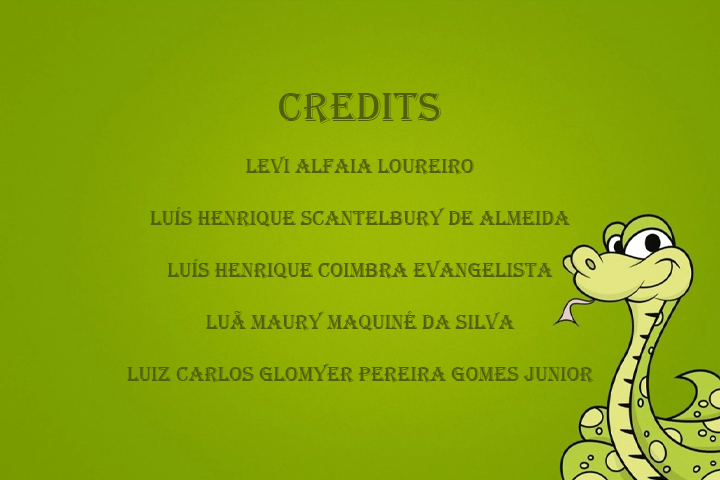 CREDITS
LEVI ALFAIA LOUREIRO
LUÍS HENRIQUE SCANTELBURY DE ALMEIDA
LUÍS HENRIQUE COIMBRA EVANGELISTA
LUÃ MAURY MAQUINÉ DA SILVA
LUIZ CARLOS GLOMYER PEREIRA GOMES JUNIOR